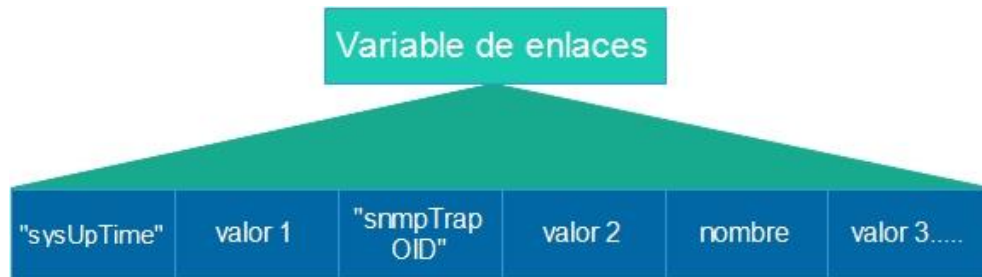 Variable de enlaces
"sysUpTime" valor 1 "snmpTrap valor 2 nombre valor 3.....
OID"